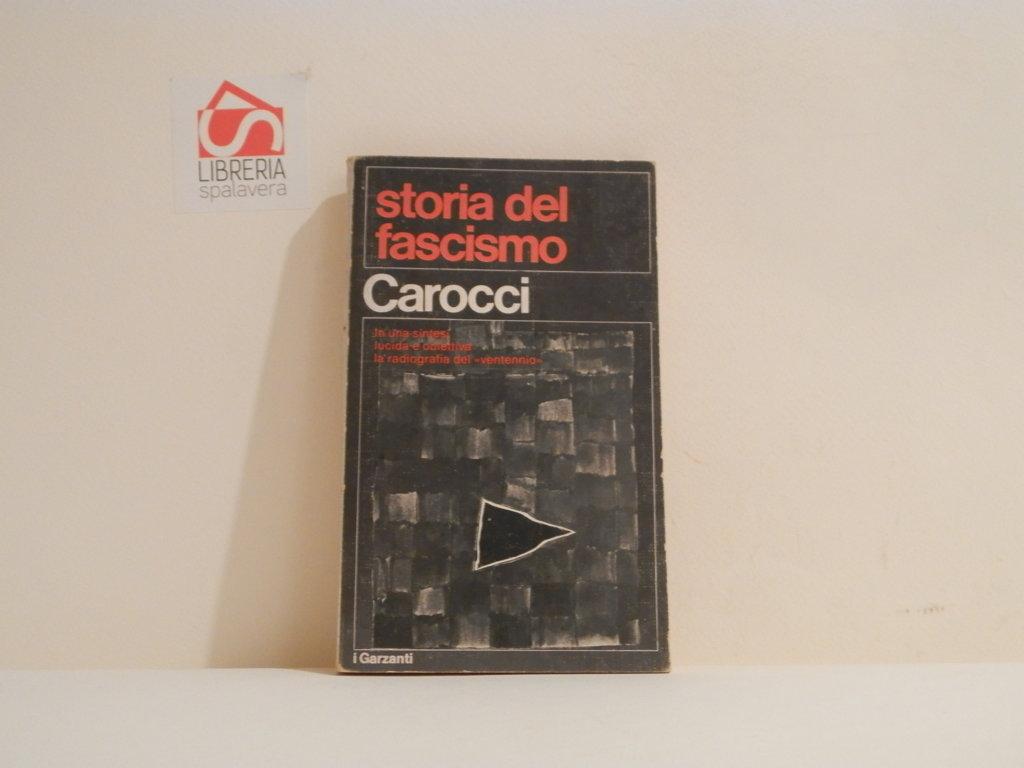 LIBRERIA
spalavera
storia del
fascismo
Carocci
In una sintesi
lucida e obiettiva
la radiografia del «ventennio»
i Garzanti